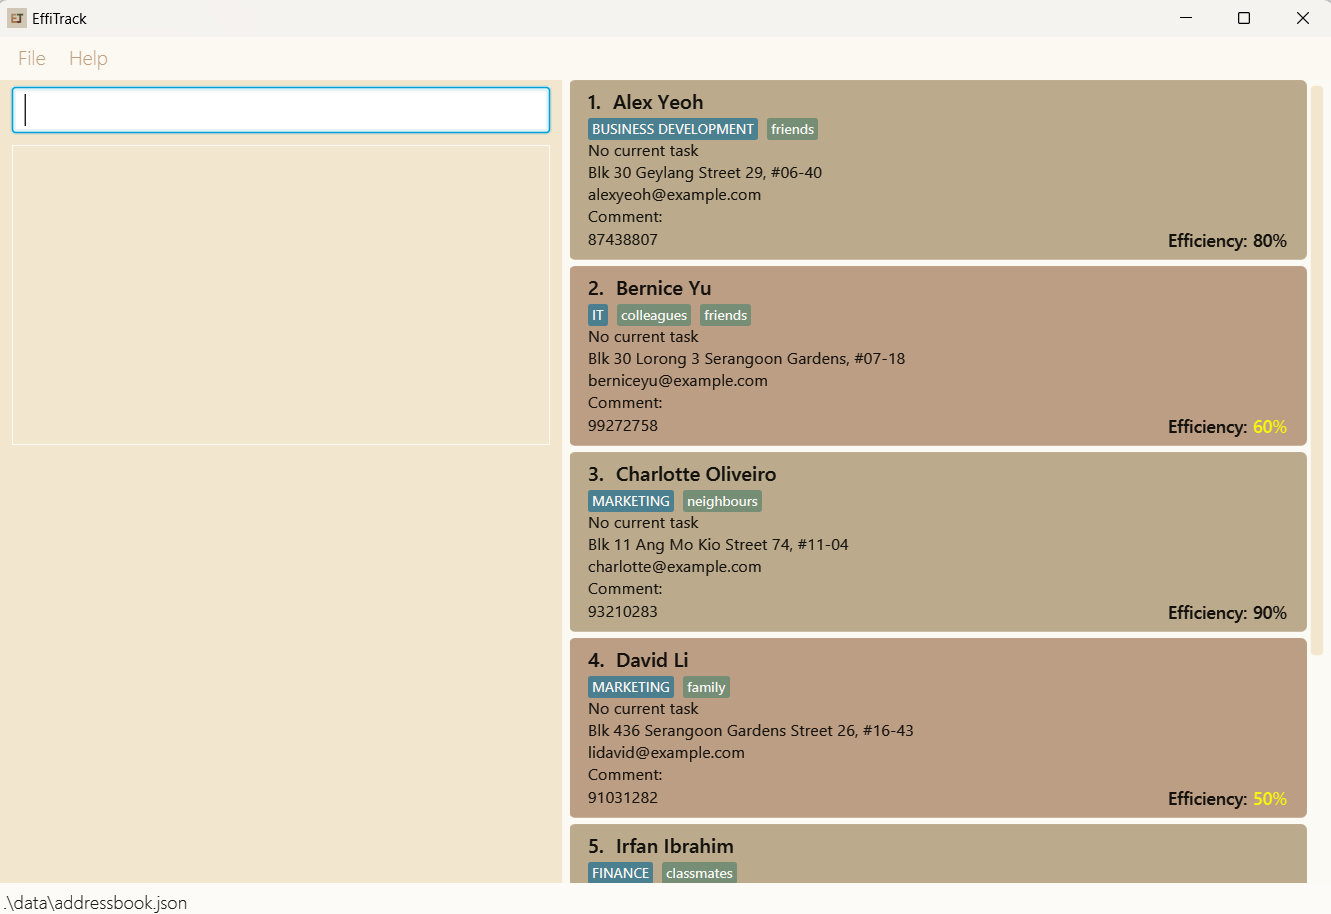 EffiTrack
File Help
1. Alex Yeoh
BUSINESS DEVELOPMENT friends
No current task
Blk 30 Geylang Street 29, #06-40
alexyeoh@example.com
Comment:
87438807
Efficiency: 80%
2. Bernice Yu
IT colleagues friends
No current task
Blk 30 Lorong 3 Serangoon Gardens, #07-18
berniceyu@example.com
Comment:
99272758
Efficiency: 60%
3. Charlotte Oliveiro
MARKETING neighbours
No current task
Blk 11 Ang Mo Kio Street 74, #11-04
charlotte@example.com
Comment:
93210283
Efficiency: 90%
4. David Li
MARKETING family
No current task
Blk 436 Serangoon Gardens Street 26, #16-43
lidavid@example.com
Comment:
91031282
Efficiency: 50%
5. Irfan Ibrahim
FINANCE classmates
.\data\addressbook.json